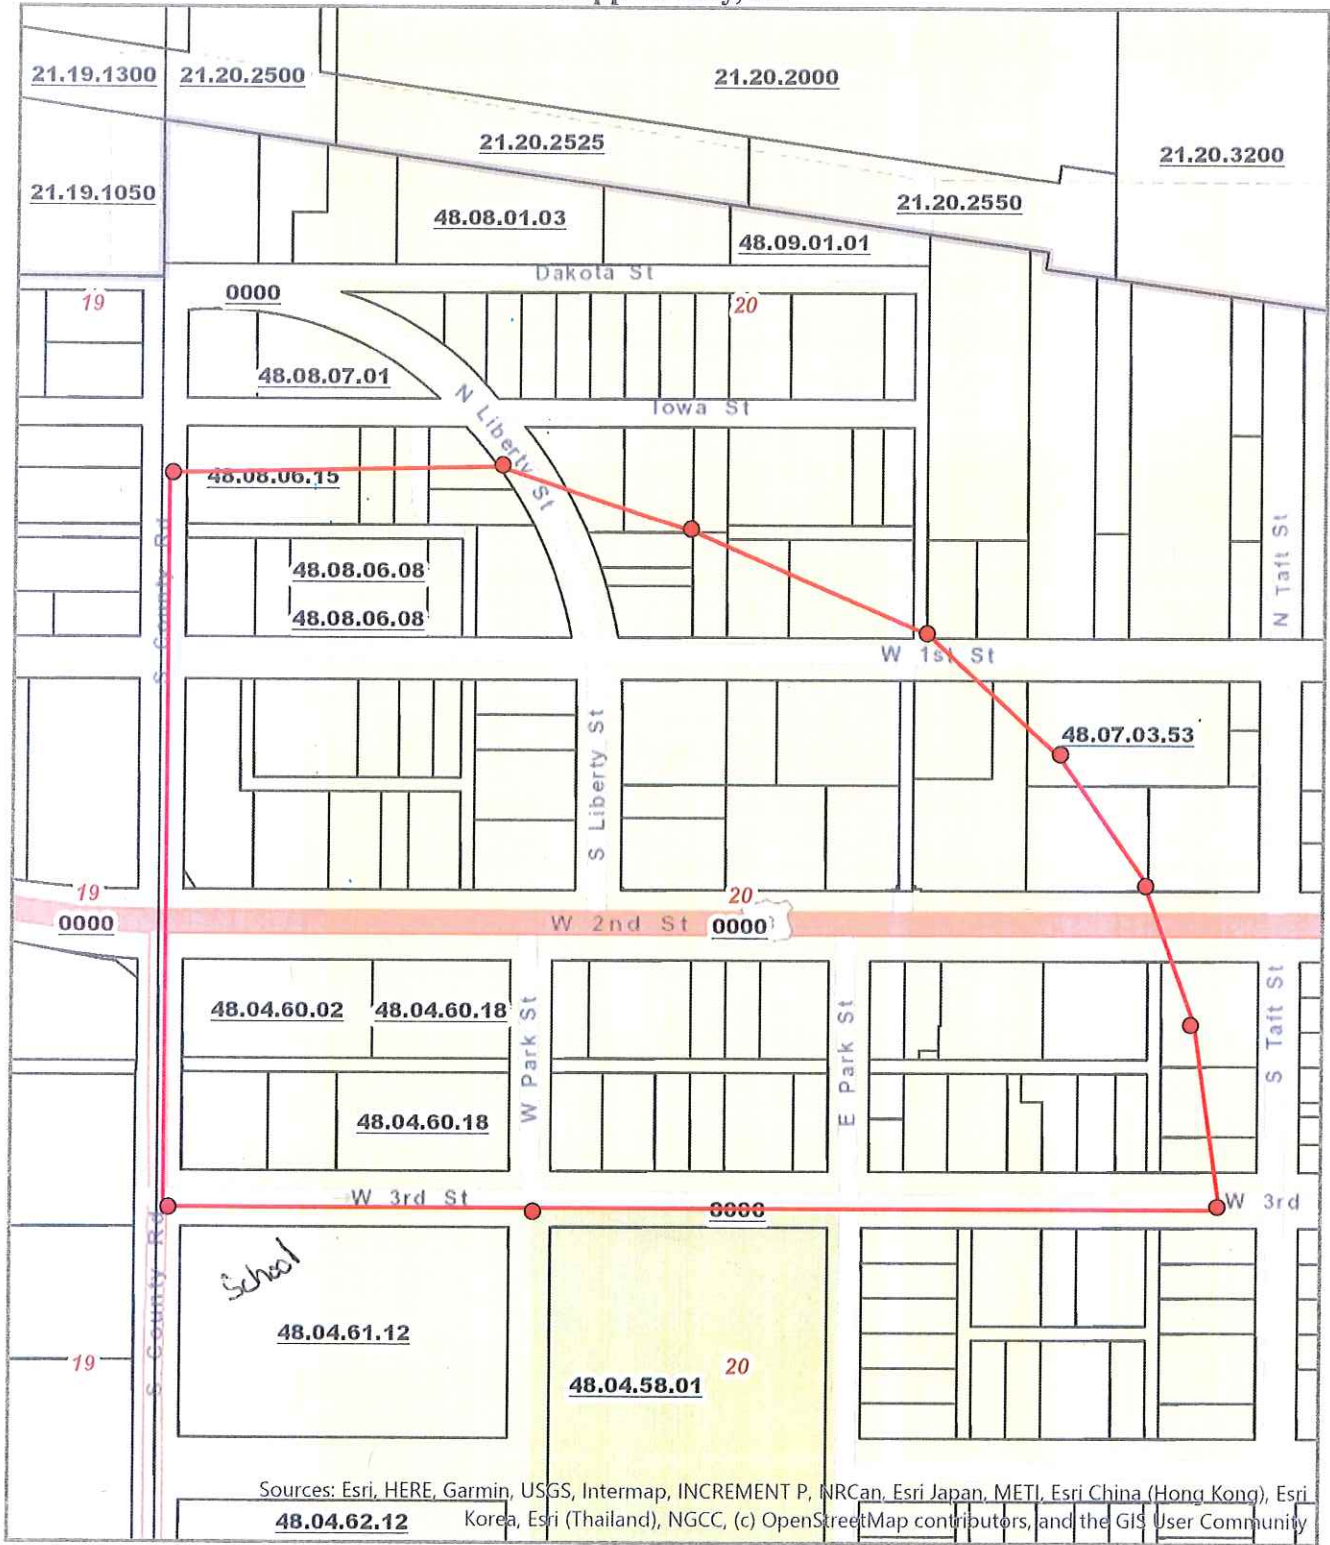 21.19.1300
21.20.2500
21.20.2000
21.20.2525
21.20.3200
21.19.1050
21.20.2550
48.08.01.03
48.09.01.01
Dakota St
19
0000
20
48.08.07.01
N Liberty St
Iowa St
48.08.06.15
S County Rd
N Taft St
48.08.06.08
48.08.06.08
W 1st St
48.07.03.53
S Liberty St
19
20
0000
W 2nd St
0000
48.04.60.02
48.04.60.18
W Park St
E Park St
S Taft St
48.04.60.18
W 3rd St
0000
W 3rd
School
S County Rd
48.04.61.12
19
20
48.04.58.01
Sources: Esri, HERE, Garmin, USGS, Intermap, INCREMENT P, NRCan, Esri Japan, METI, Esri China (Hong Kong), Esri
Korea, Esri (Thailand), NGCC, (c) OpenStreetMap contributors, and the GIS User Community
48.04.62.12